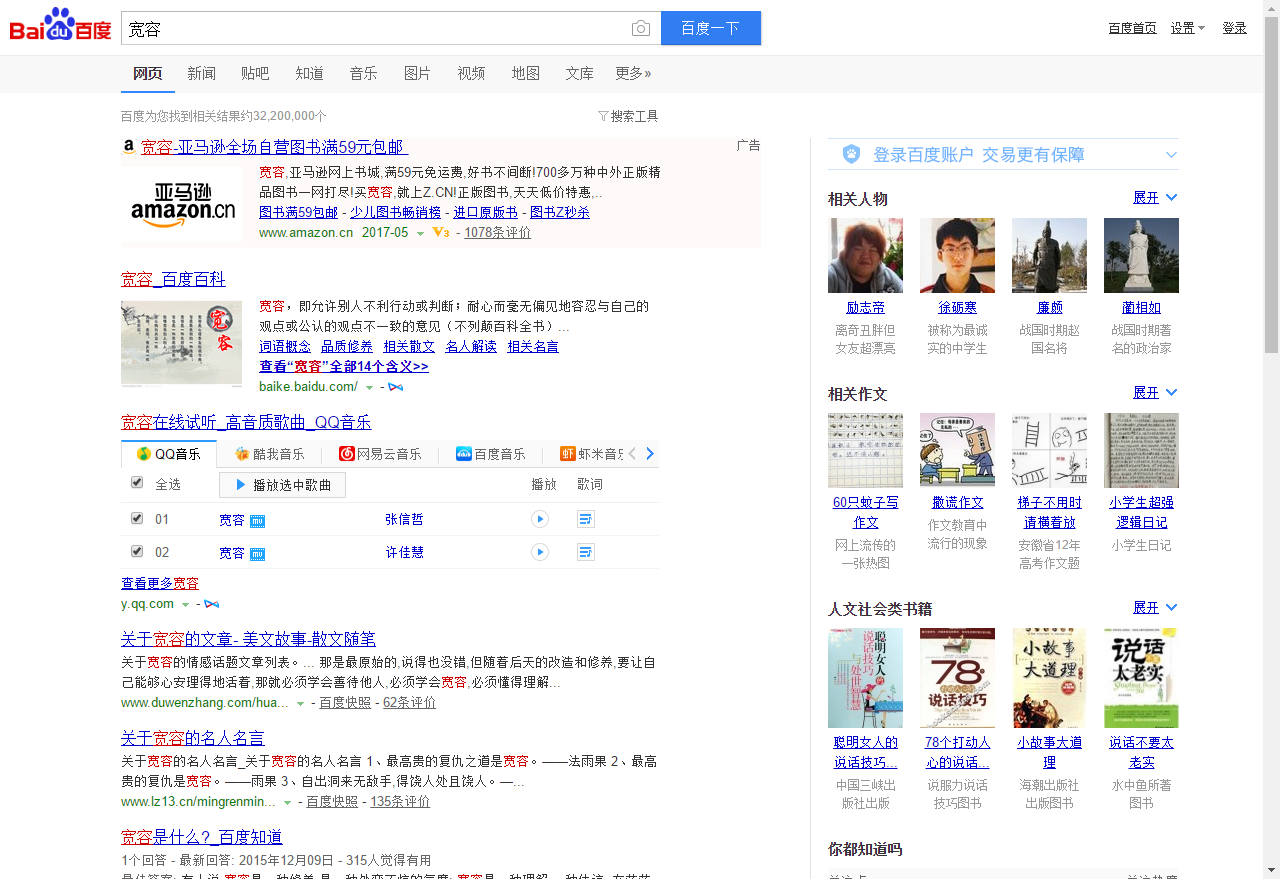 Bai du 百度
宽容
百度一下
百度首页 设置 登录
网页 新闻 贴吧 知道 音乐 图片 视频 地图 文库 更多»
百度为您找到相关结果约32,200,000个
搜索工具
宽容-亚马逊全场自营图书满59元包邮
广告
亚马逊
amazon.cn
宽容,亚马逊网上书城,满59元免运费,好书不间断!700多万种中外正版精
品图书一网打尽!买宽容,就上Z.CN!正版图书,天天低价特惠,..
图书满59包邮 - 少儿图书畅销榜 - 进口原版书 - 图书Z秒杀
www.amazon.cn 2017-05 V3 - 1078条评价
宽容_百度百科
宽容，即允许别人不利行动或判断；耐心而毫无偏见地容忍与自己的
观点或公认的观点不一致的意见（不列颠百科全书）...
词语概念 品质修养 相关散文 名人解读 相关名言
查看“宽容”全部14个含义>>
baike.baidu.com/
宽容在线试听_高音质歌曲_QQ音乐
QQ音乐 酷我音乐 网易云音乐 百度音乐 虾米音乐
全选 播放选中歌曲 播放 歌词
01 宽容 mv 张信哲
02 宽容 mv 许佳慧
查看更多宽容
y.qq.com
关于宽容的文章- 美文故事-散文随笔
关于宽容的情感话题文章列表。... 那是最原始的,说得也没错,但随着后天的改造和修养,要让自
己能够心安理得地活着,那就必须学会善待他人,必须学会宽容,必须懂得理解...
www.duwenzhang.com/hua... - 百度快照 - 62条评价
关于宽容的名人名言
关于宽容的名人名言_关于宽容的名人名言 1、最高贵的复仇之道是宽容。——法雨果 2、最高
贵的复仇是宽容。——雨果 3、自出洞来无敌手,得饶人处且饶人。—...
www.lz13.cn/mingrenmin... - 百度快照 - 135条评价
宽容是什么?_百度知道
1个回答 - 最新回答: 2015年12月09日 - 315人觉得有用
登录百度账户 交易更有保障
相关人物 展开
励志帝 徐砺寒 廉颇 蔺相如
离奇丑胖但 被称为最诚 战国时期赵 战国时期著
女友超漂亮 实的中学生 国名将 名的政治家
相关作文 展开
60只蚊子写 撒谎作文 梯子不用时 小学生超强
作文 请横着放 逻辑日记
网上流传的 作文教育中 安徽省12年 小学生日记
一张热图 流行的现象 高考作文题
人文社会类书籍 展开
聪明女人的 78个打动人 小故事大道 说话不要太
说话技巧... 心的说话... 理 老实
中国三峡出 说服力说话 海潮出版社 水中鱼所著
版社出版 技巧图书 出版图书 图书
你都知道吗